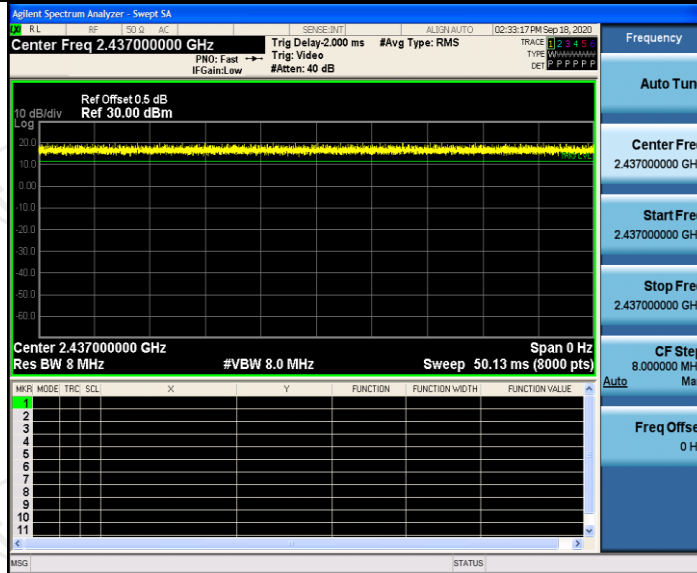 Agilent Spectrum Analyzer - Swept SA
RL RF 50 Ω AC SENSE:INT ALIGN AUTO 02:33:17 PM Sep 18, 2020
Center Freq 2.437000000 GHz
Trig Delay-2.000 ms #Avg Type: RMS
TRACE 1 2 3 4 5 6
PNO: Fast Trig: Video
TYPE
IFGain:Low #Atten: 40 dB
DET P P P P P P
Ref Offset 0.5 dB
10 dB/div Ref 30.00 dBm
Log
20.0
10.0
0.00
-10.0
-20.0
-30.0
-40.0
-50.0
-60.0
Center 2.437000000 GHz Span 0 Hz
Res BW 8 MHz #VBW 8.0 MHz Sweep 50.13 ms (8000 pts)
MKR MODE TRC SCL X Y FUNCTION FUNCTION WIDTH FUNCTION VALUE
1
2
3
4
5
6
7
8
9
10
11
MSG STATUS
Frequency
Auto Tun
Center Fre
2.437000000 GH
Start Fre
2.437000000 GH
Stop Fre
2.437000000 GH
CF Ste
8.000000 MH
Auto Ma
Freq Offse
0 H